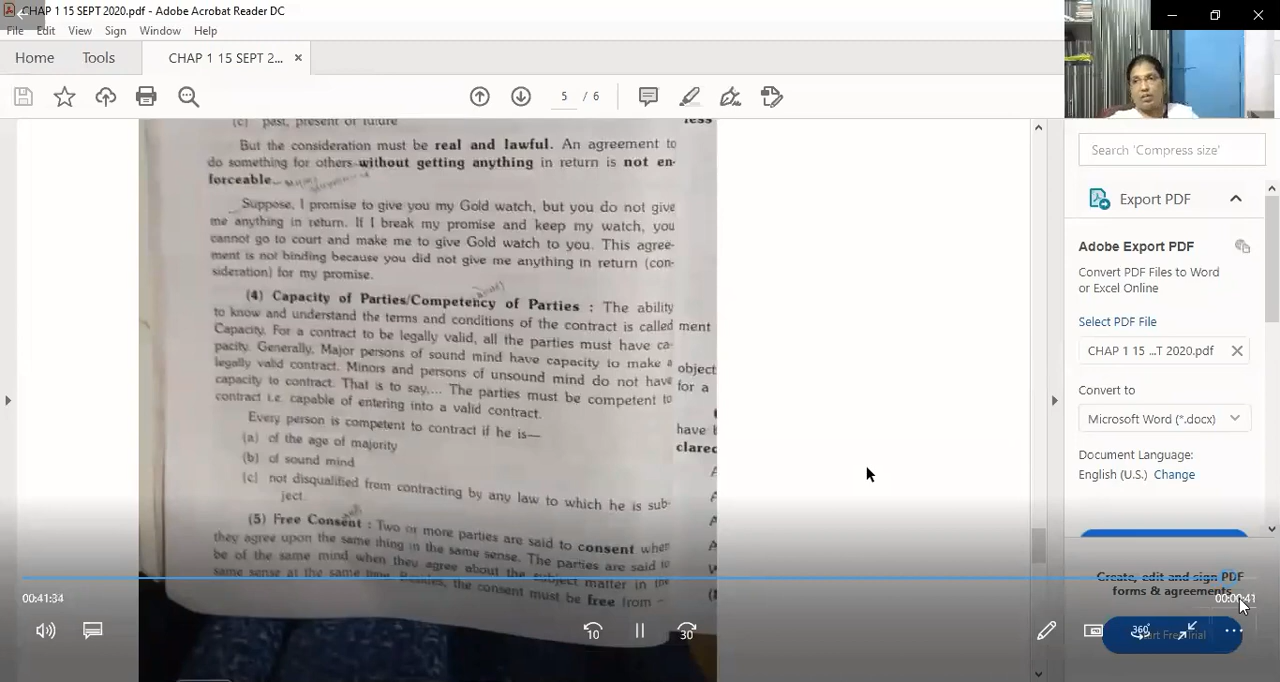 CHAP 1 15 SEPT 2020.pdf - Adobe Acrobat Reader DC
File Edit View Sign Window Help
Home Tools CHAP 1 15 SEPT 2... ×
5 / 6
(c) past, present or future
less
But the consideration must be real and lawful. An agreement to
do something for others without getting anything in return is not en-
forceable.
Suppose, I promise to give you my Gold watch, but you do not give
me anything in return. If I break my promise and keep my watch, you
cannot go to court and make me to give Gold watch to you. This agree-
ment is not binding because you did not give me anything in return (con-
sideration) for my promise.
(4) Capacity of Parties/Competency of Parties : The ability
to know and understand the terms and conditions of the contract is called
Capacity. For a contract to be legally valid, all the parties must have ca-
pacity. Generally, Major persons of sound mind have capacity to make a
legally valid contract. Minors and persons of unsound mind do not have
capacity to contract. That is to say,... The parties must be competent to
contract i.e. capable of entering into a valid contract.
Every person is competent to contract if he is—
(a) of the age of majority
(b) of sound mind
(c) not disqualified from contracting by any law to which he is sub-
ject.
(5) Free Consent : Two or more parties are said to consent when
they agree upon the same thing in the same sense. The parties are said to
be of the same mind when they agree about the subject matter in the
same sense at the same time. Besides, the consent must be free from -
ment
object
for a
have b
clared
Search 'Compress size'
Export PDF
Adobe Export PDF
Convert PDF Files to Word
or Excel Online
Select PDF File
CHAP 1 15 ...T 2020.pdf
Convert to
Microsoft Word (*.docx)
Document Language:
English (U.S.) Change
Create, edit and sign PDF
forms & agreements
Start Free Trial
00:41:34
00:00:41
10
30
360°